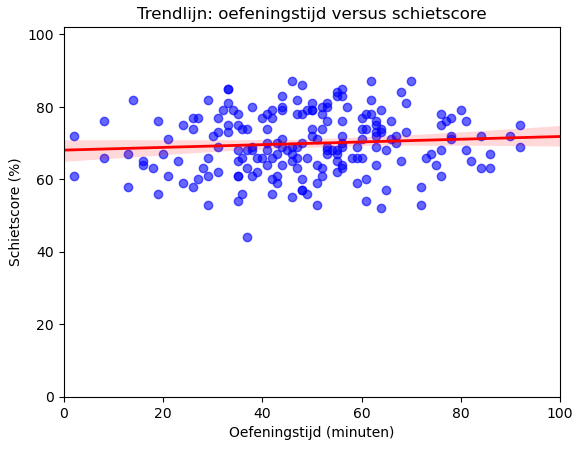 Trendlijn: oefeningstijd versus schietscore
100
80
60
40
20
0
Schietscore (%)
0 20 40 60 80 100
Oefeningstijd (minuten)